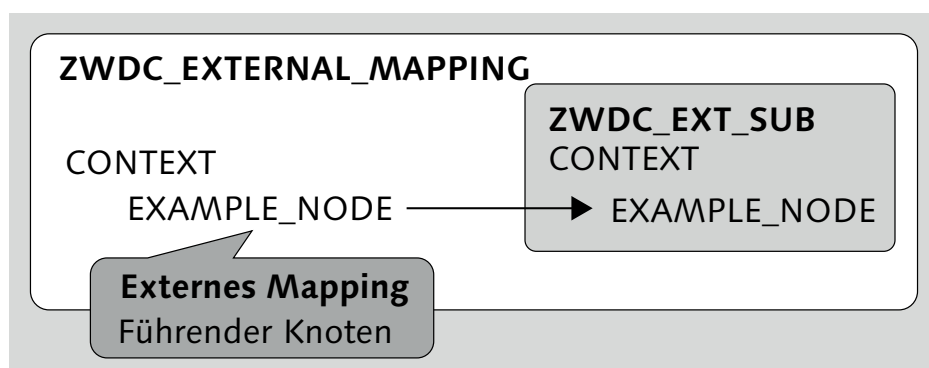 ZWDC_EXTERNAL_MAPPING
ZWDC_EXT_SUB
CONTEXT
CONTEXT
EXAMPLE_NODE
EXAMPLE_NODE
Externes Mapping
Führender Knoten